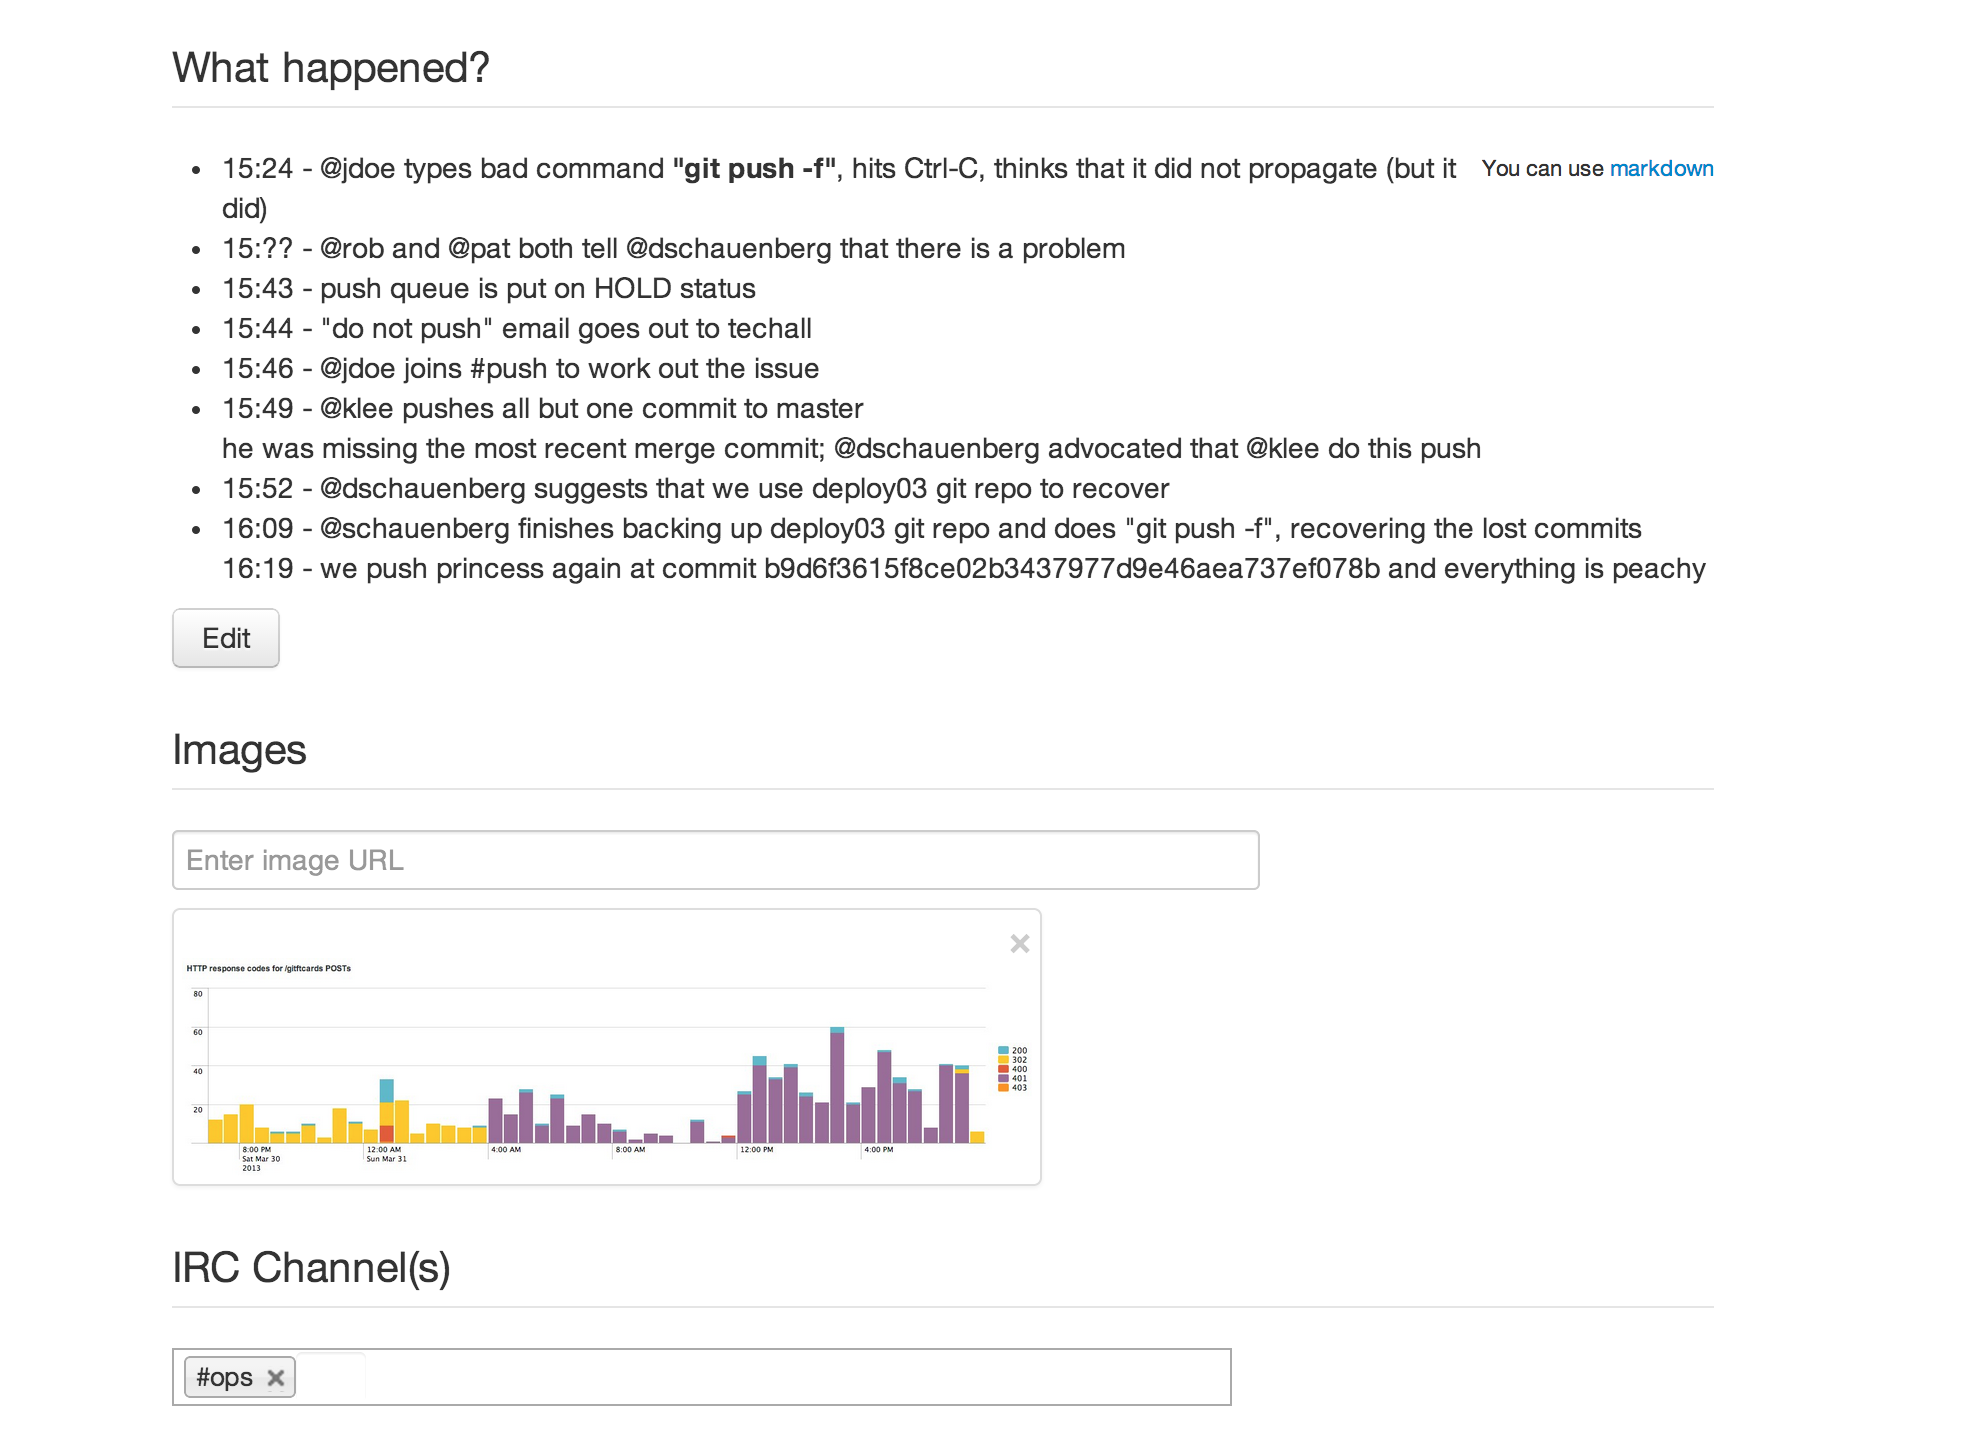 What happened?
15:24 - @jdoe types bad command "git push -f", hits Ctrl-C, thinks that it did not propagate (but it
did)
You can use markdown
15:?? - @rob and @pat both tell @dschauenberg that there is a problem
15:43 - push queue is put on HOLD status
15:44 - "do not push" email goes out to techall
15:46 - @jdoe joins #push to work out the issue
15:49 - @klee pushes all but one commit to master
he was missing the most recent merge commit; @dschauenberg advocated that @klee do this push
15:52 - @dschauenberg suggests that we use deploy03 git repo to recover
16:09 - @schauenberg finishes backing up deploy03 git repo and does "git push -f", recovering the lost commits
16:19 - we push princess again at commit b9d6f3615f8ce02b3437977d9e46aea737ef078b and everything is peachy
Edit
Images
Enter image URL
HTTP response codes for /gitftcards POSTs
80
60
40
20
200
302
400
401
403
8:00 PM
Sat Mar 30
2013
12:00 AM
Sun Mar 31
4:00 AM
8:00 AM
12:00 PM
4:00 PM
IRC Channel(s)
#ops